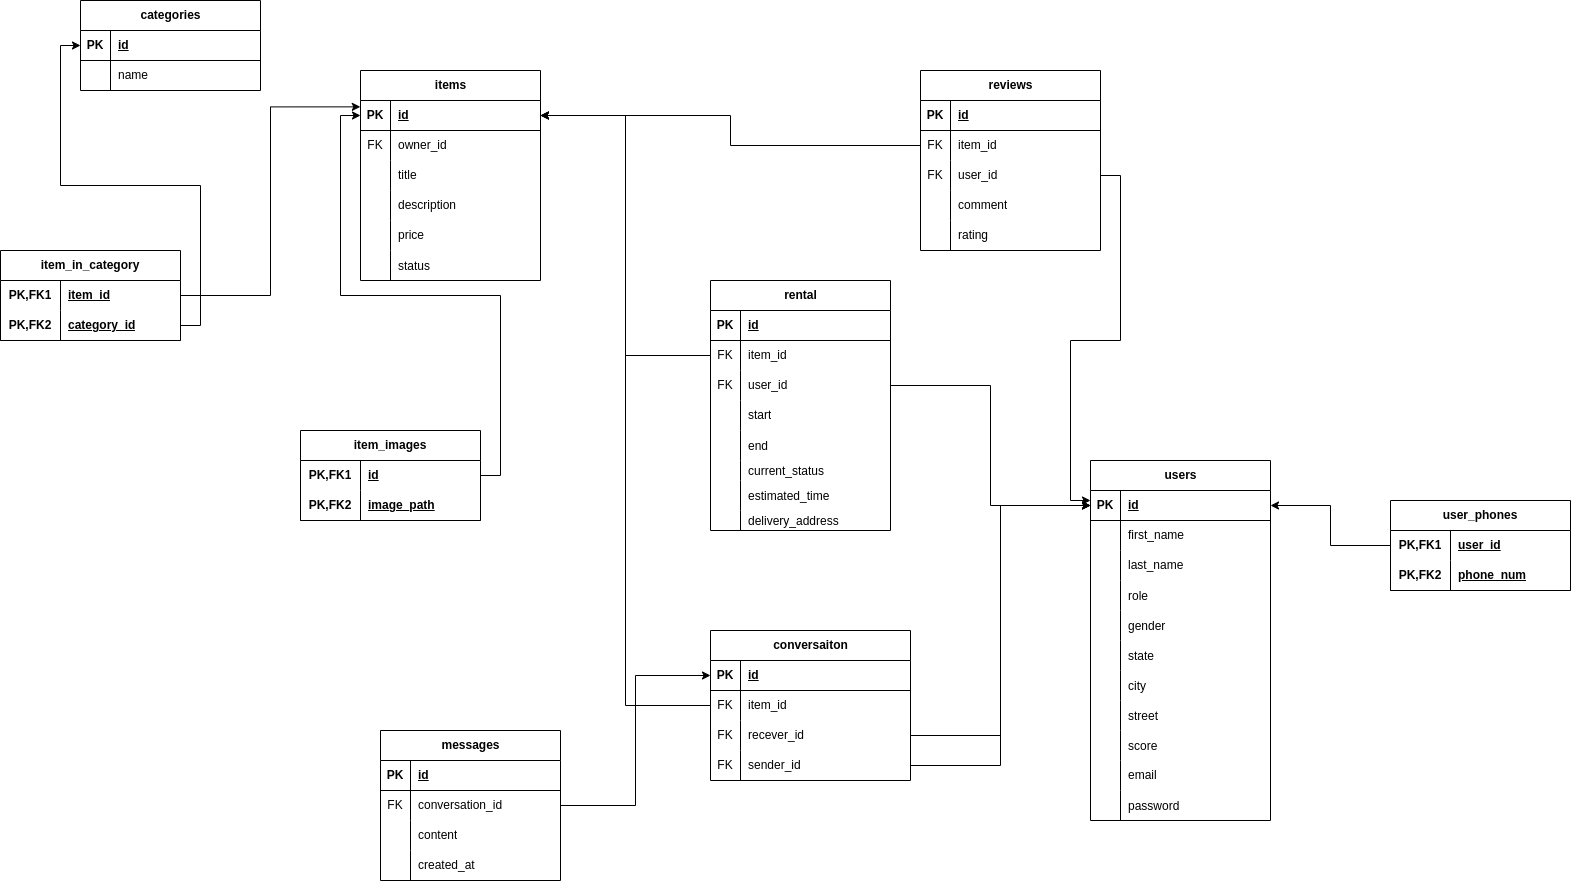 categories
PK id
name
items
PK id
FK owner_id
title
description
price
status
reviews
PK id
FK item_id
FK user_id
comment
rating
item_in_category
PK,FK1 item_id
PK,FK2 category_id
rental
PK id
FK item_id
FK user_id
start
end
current_status
estimated_time
delivery_address
item_images
PK,FK1 id
PK,FK2 image_path
users
PK id
first_name
last_name
role
gender
state
city
street
score
email
password
user_phones
PK,FK1 user_id
PK,FK2 phone_num
conversaiton
PK id
FK item_id
FK recever_id
FK sender_id
messages
PK id
FK conversation_id
content
created_at